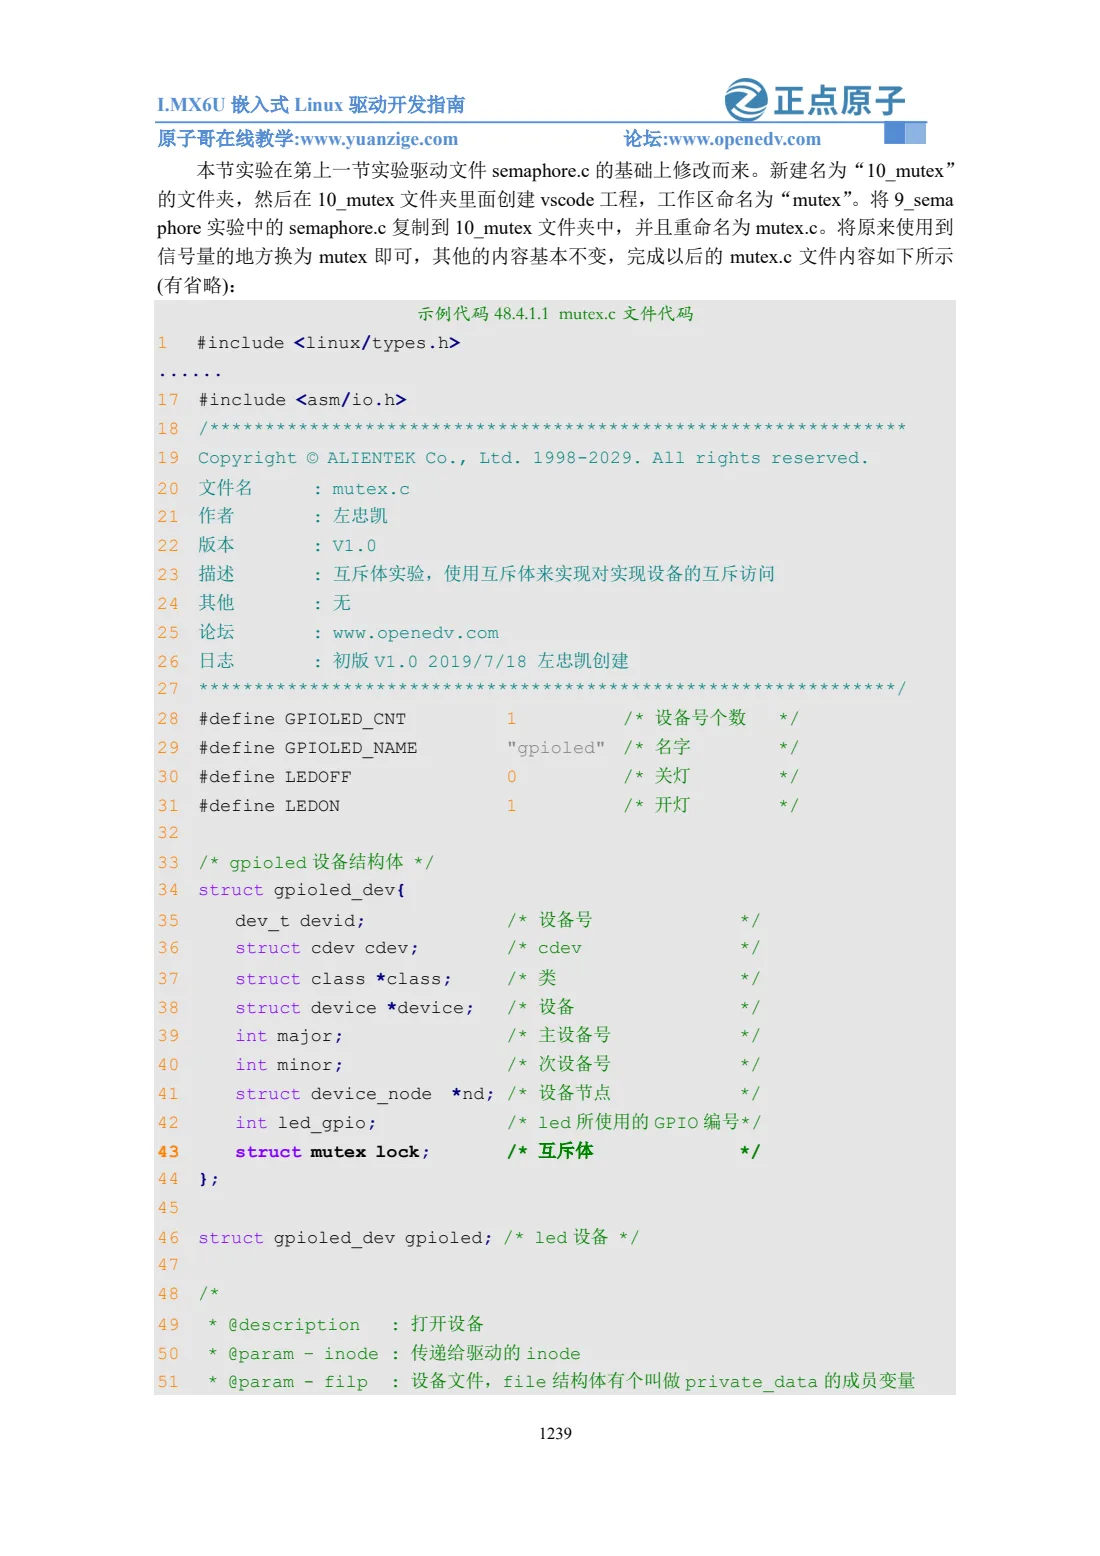 I.MX6U 嵌入式 Linux 驱动开发指南
正点原子
原子哥在线教学:www.yuanzige.com 论坛:www.openedv.com
本节实验在第上一节实验驱动文件 semaphore.c 的基础上修改而来。新建名为“10_mutex”
的文件夹，然后在 10_mutex 文件夹里面创建 vscode 工程，工作区命名为“mutex”。将 9_sema
phore 实验中的 semaphore.c 复制到 10_mutex 文件夹中，并且重命名为 mutex.c。将原来使用到
信号量的地方换为 mutex 即可，其他的内容基本不变，完成以后的 mutex.c 文件内容如下所示
(有省略)：
示例代码 48.4.1.1 mutex.c 文件代码
1 #include <linux/types.h>
......
17 #include <asm/io.h>
18 /***************************************************************
19 Copyright © ALIENTEK Co., Ltd. 1998-2029. All rights reserved.
20 文件名 : mutex.c
21 作者 : 左忠凯
22 版本 : V1.0
23 描述 : 互斥体实验，使用互斥体来实现对实现设备的互斥访问
24 其他 : 无
25 论坛 : www.openedv.com
26 日志 : 初版 V1.0 2019/7/18 左忠凯创建
27 ***************************************************************/
28 #define GPIOLED_CNT 1 /* 设备号个数 */
29 #define GPIOLED_NAME "gpioled" /* 名字 */
30 #define LEDOFF 0 /* 关灯 */
31 #define LEDON 1 /* 开灯 */
32
33 /* gpioled 设备结构体 */
34 struct gpioled_dev{
35 dev_t devid; /* 设备号 */
36 struct cdev cdev; /* cdev */
37 struct class *class; /* 类 */
38 struct device *device; /* 设备 */
39 int major; /* 主设备号 */
40 int minor; /* 次设备号 */
41 struct device_node *nd; /* 设备节点 */
42 int led_gpio; /* led 所使用的 GPIO 编号*/
43 struct mutex lock; /* 互斥体 */
44 };
45
46 struct gpioled_dev gpioled; /* led 设备 */
47
48 /*
49 * @description : 打开设备
50 * @param – inode : 传递给驱动的 inode
51 * @param - filp : 设备文件，file 结构体有个叫做 private_data 的成员变量
1239